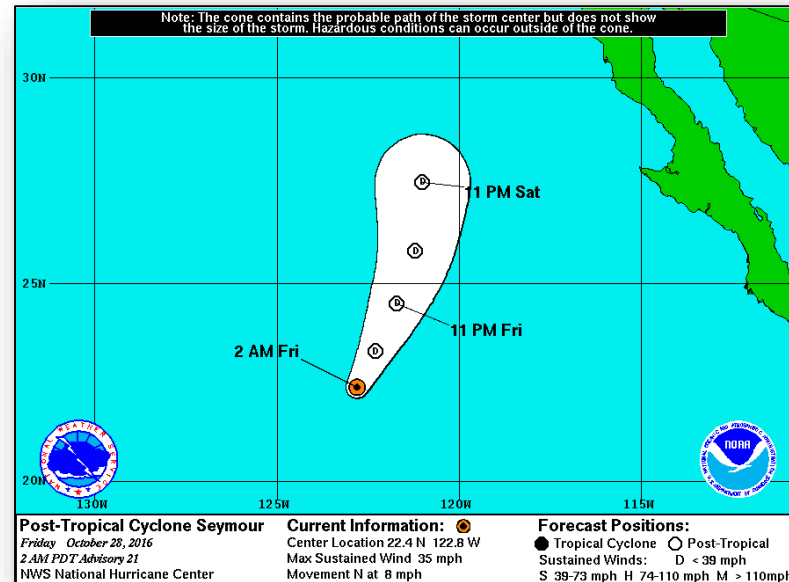 Note: The cone contains the probable path of the storm center but does not show
the size of the storm. Hazardous conditions can occur outside of the cone.
30N
D
11 PM Sat
D
25N
D
11 PM Fri
2 AM Fri
D
NATIONAL WEATHER SERVICE
NOAA
20N
130W
125W
120W
115W
Post-Tropical Cyclone Seymour
Friday October 28, 2016
2 AM PDT Advisory 21
NWS National Hurricane Center
Current Information:
Center Location 22.4 N 122.8 W
Max Sustained Wind 35 mph
Movement N at 8 mph
Forecast Positions:
Tropical Cyclone Post-Tropical
Sustained Winds: D < 39 mph
S 39-73 mph H 74-110 mph M > 110mph